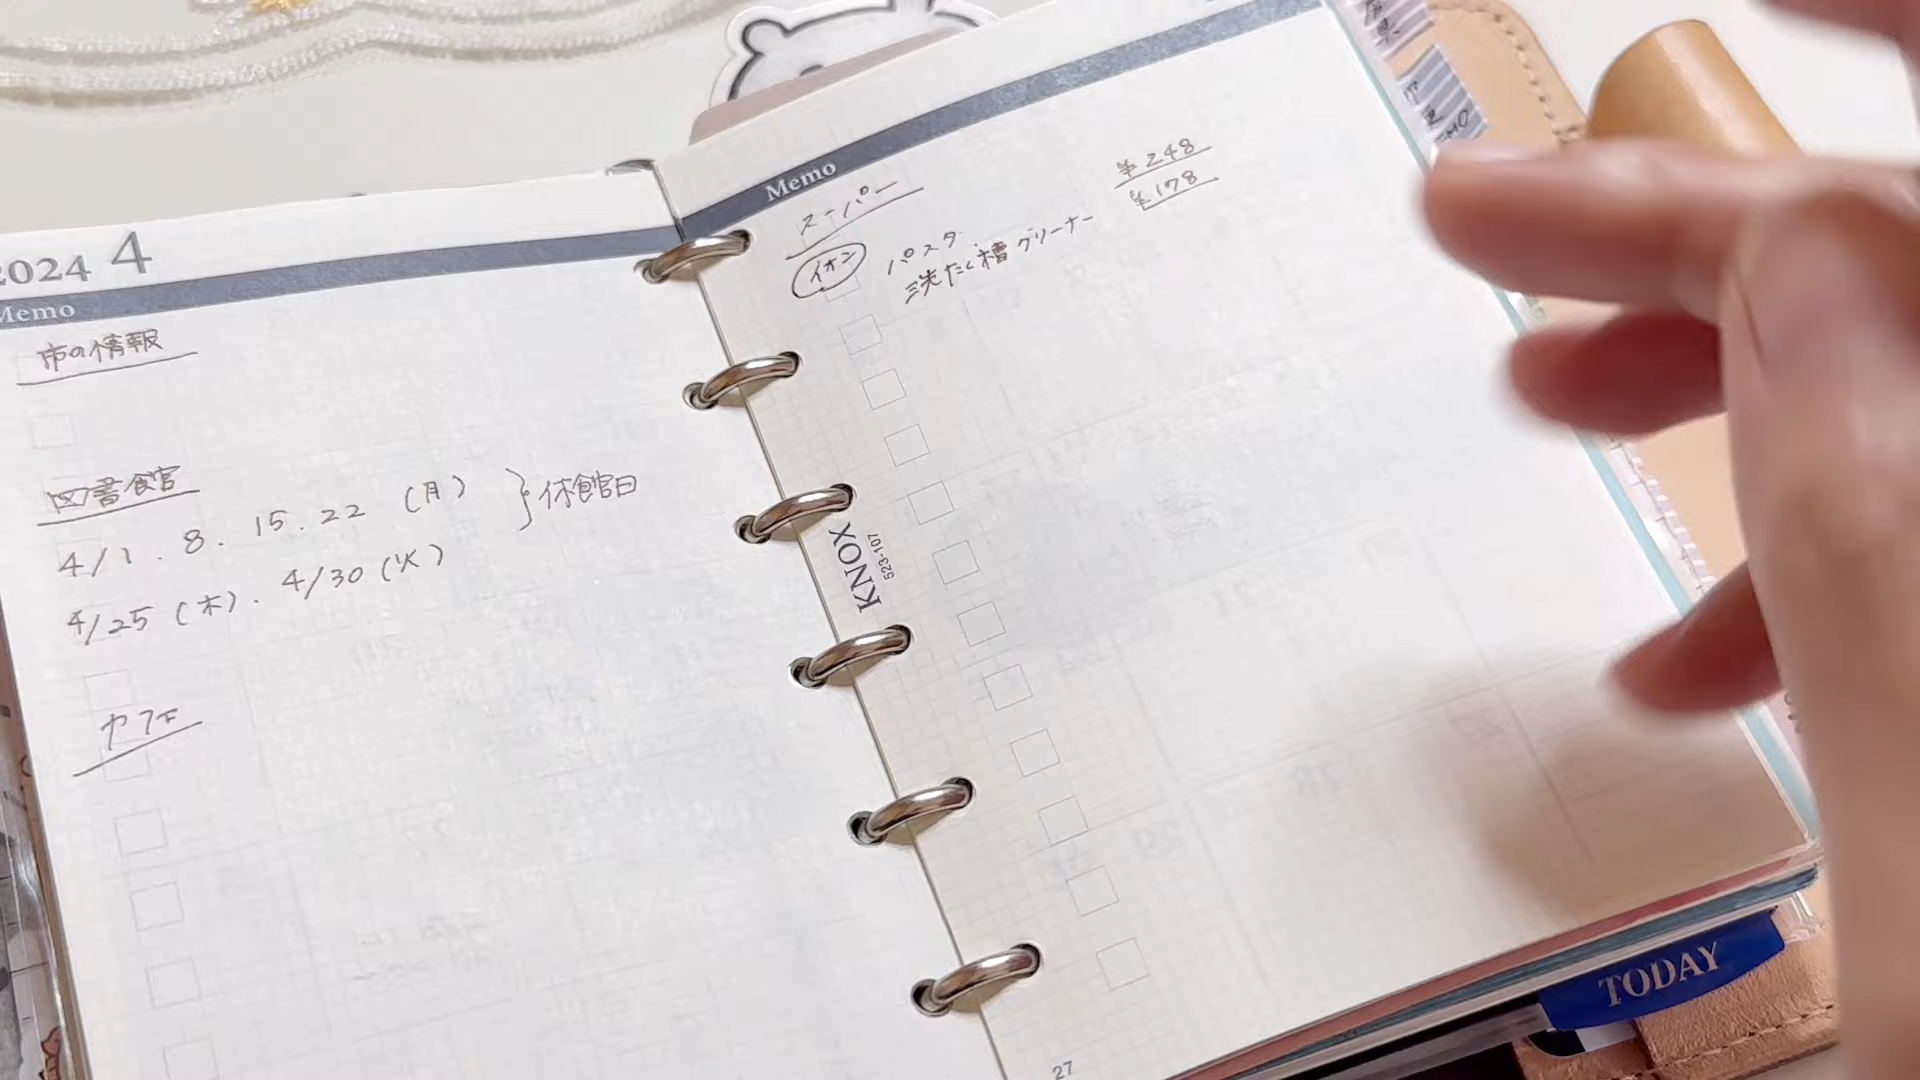 2024 4
Memo
市の情報
図書館
4/1. 8. 15. 22 (月)
4/25 (木). 4/30 (火)
}休館日
カフェ
Memo
スーパー
イオン パスタ ¥248
洗たく槽クリーナー ¥178
KNOX
523-107
27
TODAY